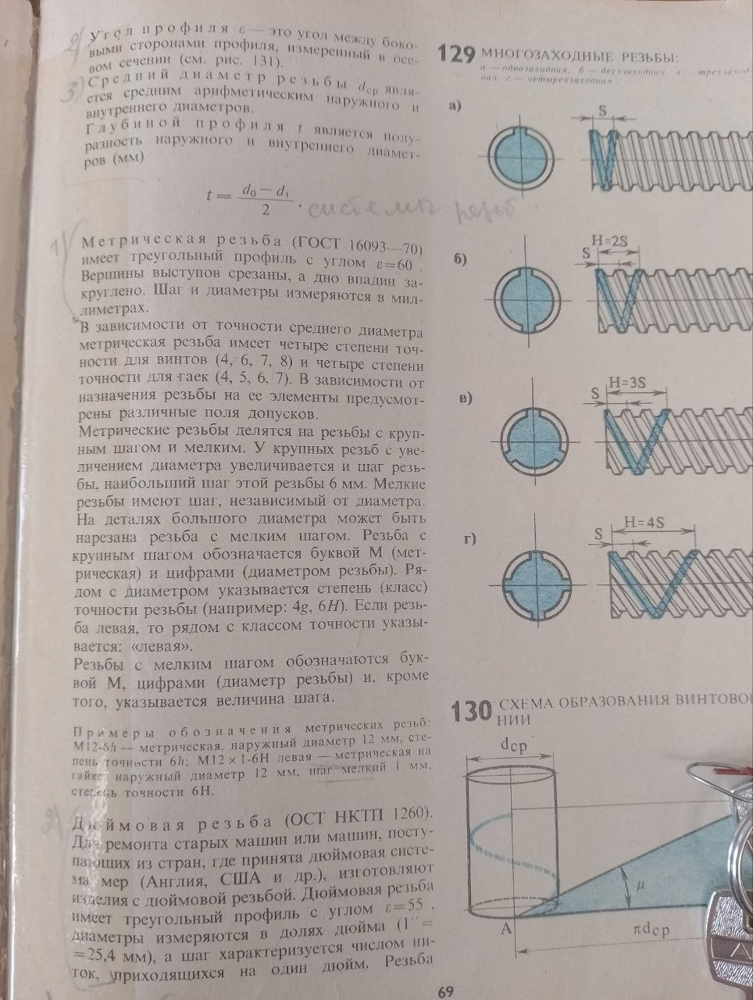 2)
Угол профиля ε — это угол между боко-
выми сторонами профиля, измеренный в осе-
вом сечении (см. рис. 131).
3)
Средний диаметр резьбы dср явля-
ется средним арифметическим наружного и
внутреннего диаметров.
Глубиной профиля t является полу-
разность наружного и внутреннего диамет-
ров (мм)
t = d₀ — d₁ / 2 .
системы резьб
1)
Метрическая резьба (ГОСТ 16093—70)
имеет треугольный профиль с углом ε=60 .
Вершины выступов срезаны, а дно впадин за-
круглено. Шаг и диаметры измеряются в мил-
лиметрах.
В зависимости от точности среднего диаметра
метрическая резьба имеет четыре степени точ-
ности для винтов (4, 6, 7, 8) и четыре степени
точности для гаек (4, 5, 6, 7). В зависимости от
назначения резьбы на ее элементы предусмот-
рены различные поля допусков.
Метрические резьбы делятся на резьбы с круп-
ным шагом и мелким. У крупных резьб с уве-
личением диаметра увеличивается и шаг резь-
бы, наибольший шаг этой резьбы 6 мм. Мелкие
резьбы имеют шаг, независимый от диаметра.
На деталях большого диаметра может быть
нарезана резьба с мелким шагом. Резьба с
крупным шагом обозначается буквой М (мет-
рическая) и цифрами (диаметром резьбы). Ря-
дом с диаметром указывается степень (класс)
точности резьбы (например: 4g, 6H). Если резь-
ба левая, то рядом с классом точности указы-
вается: «левая».
Резьбы с мелким шагом обозначаются бук-
вой М, цифрами (диаметр резьбы) и, кроме
того, указывается величина шага.
Примеры обозначения метрических резьб:
М12-6h — метрическая, наружный диаметр 12 мм, сте-
пень точности 6h; М12 × 1-6Н левая — метрическая на
гайке наружный диаметр 12 мм, шаг мелкий 1 мм,
степень точности 6Н.
2)
Дюймовая резьба (ОСТ НКТП 1260).
Для ремонта старых машин или машин, посту-
пающих из стран, где принята дюймовая систе-
ма мер (Англия, США и др.), изготовляют
изделия с дюймовой резьбой. Дюймовая резьба
имеет треугольный профиль с углом ε=55 ,
диаметры измеряются в долях дюйма (1″=
=25,4 мм), а шаг характеризуется числом ни-
ток, приходящихся на один дюйм. Резьба
129 МНОГОЗАХОДНЫЕ РЕЗЬБЫ:
а — однозаходная, б — двухзаходная, в — трехзаход-
ная, г — четырехзаходная
а)
S
б)
H=2S
S
в)
H=3S
S
г)
H=4S
S
130 СХЕМА ОБРАЗОВАНИЯ ВИНТОВОЙ
НИИ
dср
μ
A
πdср
69